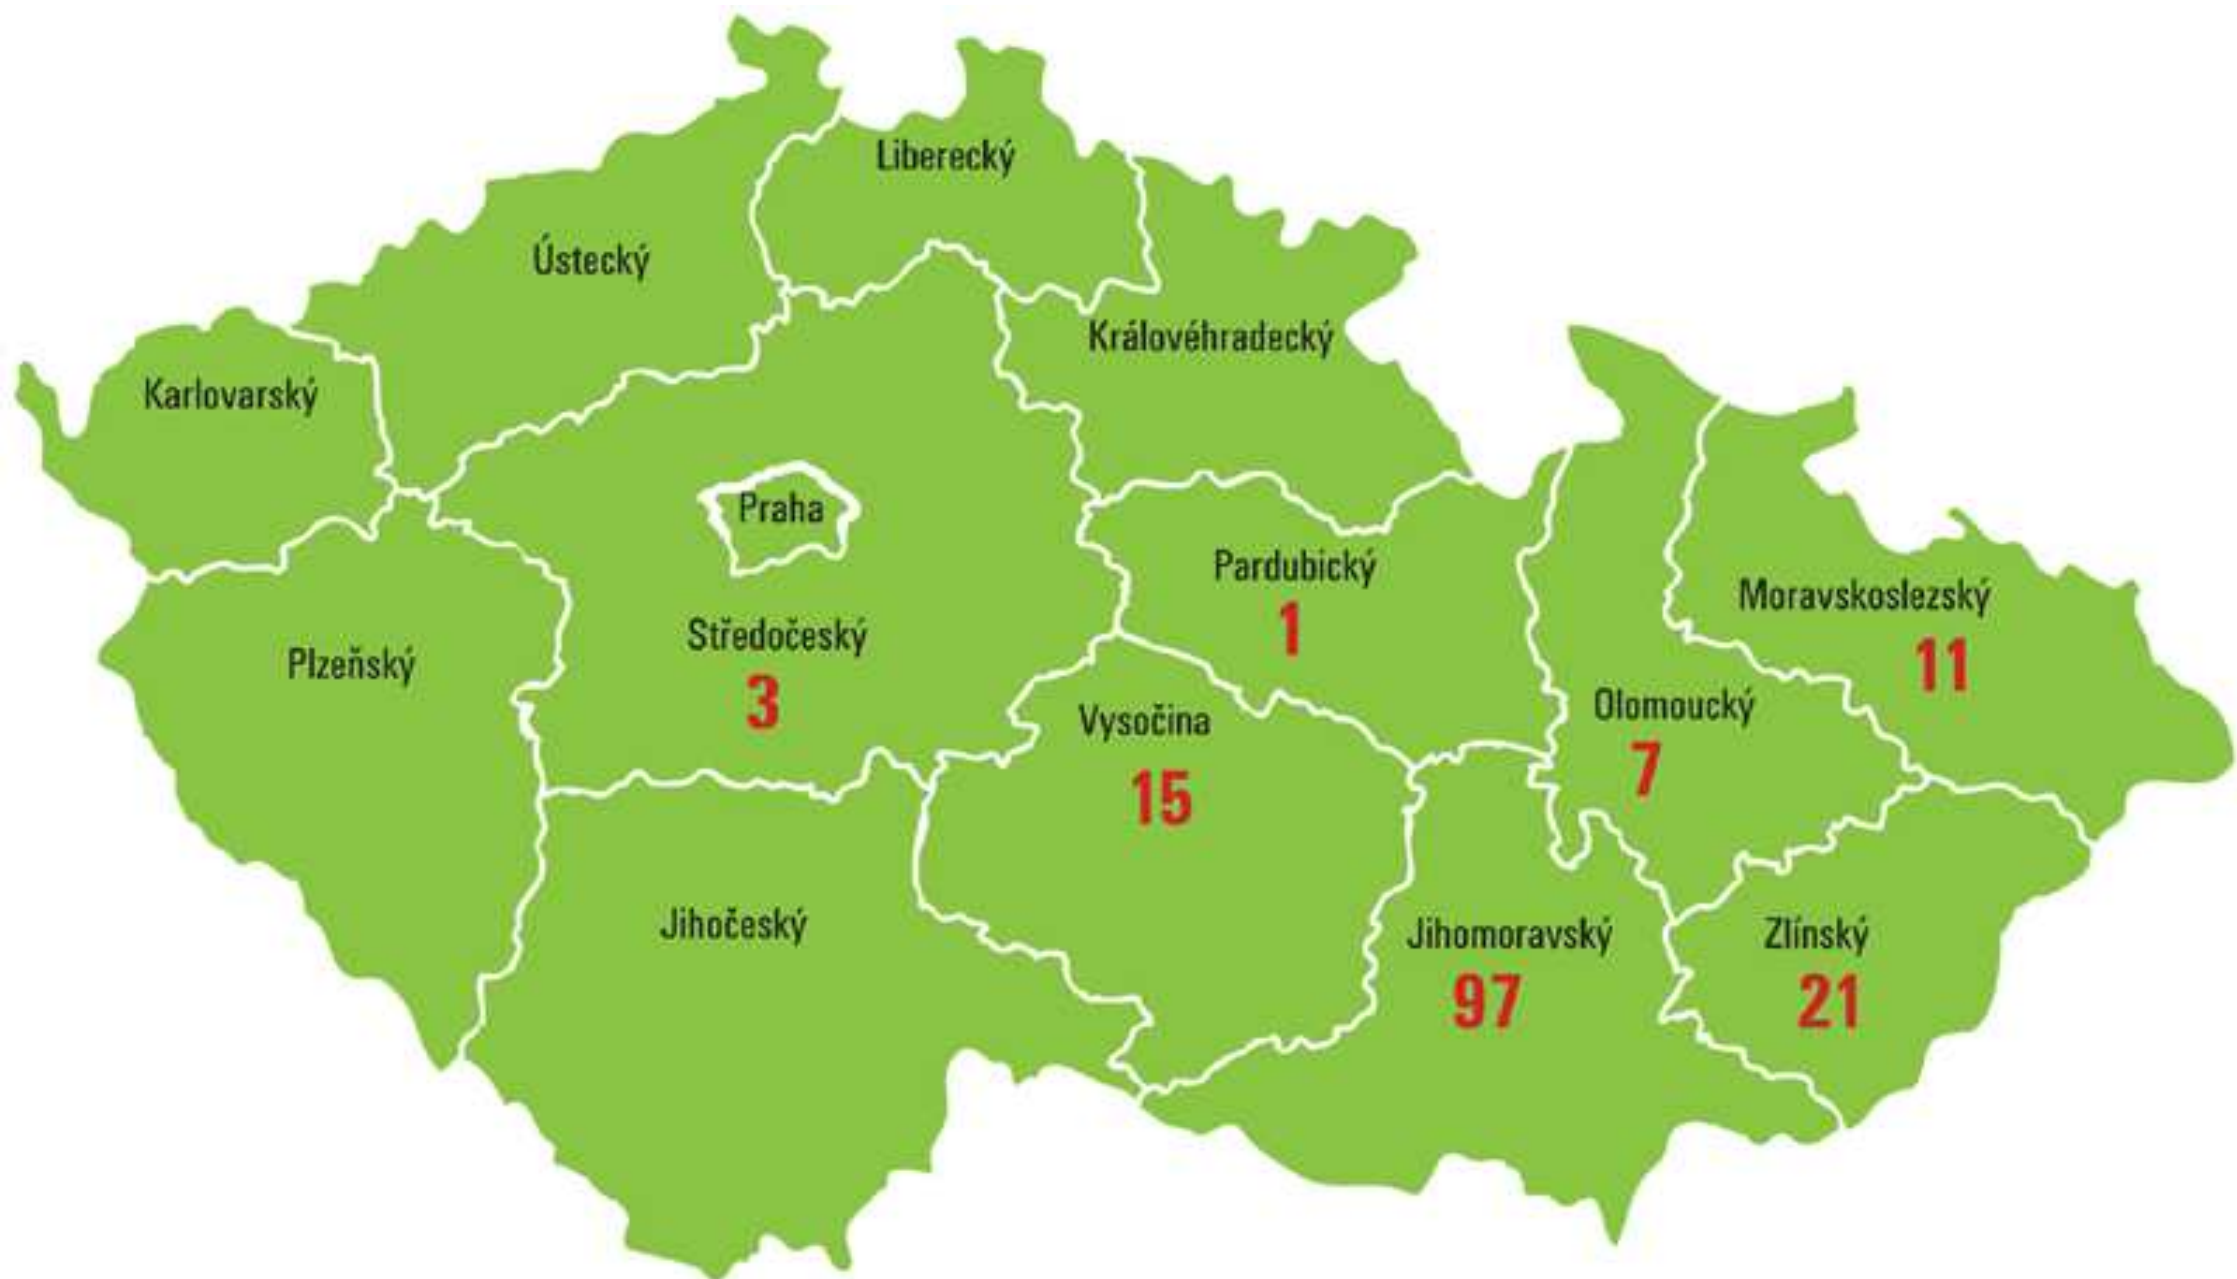 Liberecký
Ústecký
Královéhradecký
Karlovarský
Praha
Pardubický
1
Moravskoslezský
11
Středočeský
3
Plzeňský
Olomoucký
7
Vysočina
15
Jihočeský
Jihomoravský
97
Zlínský
21